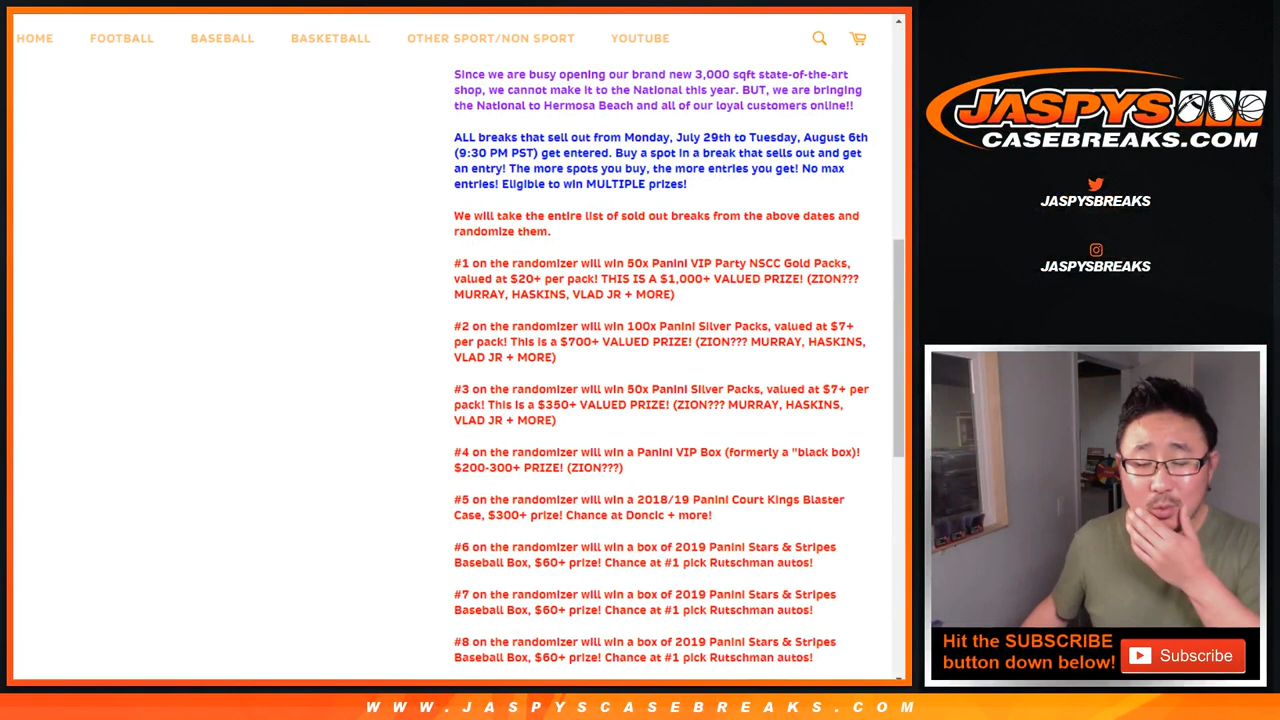 HOME FOOTBALL BASEBALL BASKETBALL OTHER SPORT/NON SPORT YOUTUBE
Since we are busy opening our brand new 3,000 sqft state-of-the-art
shop, we cannot make it to the National this year. BUT, we are bringing
the National to Hermosa Beach and all of our loyal customers online!!
ALL breaks that sell out from Monday, July 29th to Tuesday, August 6th
(9:30 PM PST) get entered. Buy a spot in a break that sells out and get
an entry! The more spots you buy, the more entries you get! No max
entries! Eligible to win MULTIPLE prizes!
We will take the entire list of sold out breaks from the above dates and
randomize them.
#1 on the randomizer will win 50x Panini VIP Party NSCC Gold Packs,
valued at $20+ per pack! THIS IS A $1,000+ VALUED PRIZE! (ZION???
MURRAY, HASKINS, VLAD JR + MORE)
#2 on the randomizer will win 100x Panini Silver Packs, valued at $7+
per pack! This is a $700+ VALUED PRIZE! (ZION??? MURRAY, HASKINS,
VLAD JR + MORE)
#3 on the randomizer will win 50x Panini Silver Packs, valued at $7+ per
pack! This is a $350+ VALUED PRIZE! (ZION??? MURRAY, HASKINS,
VLAD JR + MORE)
#4 on the randomizer will win a Panini VIP Box (formerly a "black box)!
$200-300+ PRIZE! (ZION???)
#5 on the randomizer will win a 2018/19 Panini Court Kings Blaster
Case, $300+ prize! Chance at Doncic + more!
#6 on the randomizer will win a box of 2019 Panini Stars & Stripes
Baseball Box, $60+ prize! Chance at #1 pick Rutschman autos!
#7 on the randomizer will win a box of 2019 Panini Stars & Stripes
Baseball Box, $60+ prize! Chance at #1 pick Rutschman autos!
#8 on the randomizer will win a box of 2019 Panini Stars & Stripes
Baseball Box, $60+ prize! Chance at #1 pick Rutschman autos!
JASPYS
CASEBREAKS.COM
JASPYSBREAKS
JASPYSBREAKS
Hit the SUBSCRIBE
button down below!
Subscribe
WWW.JASPYSCASEBREAKS.COM